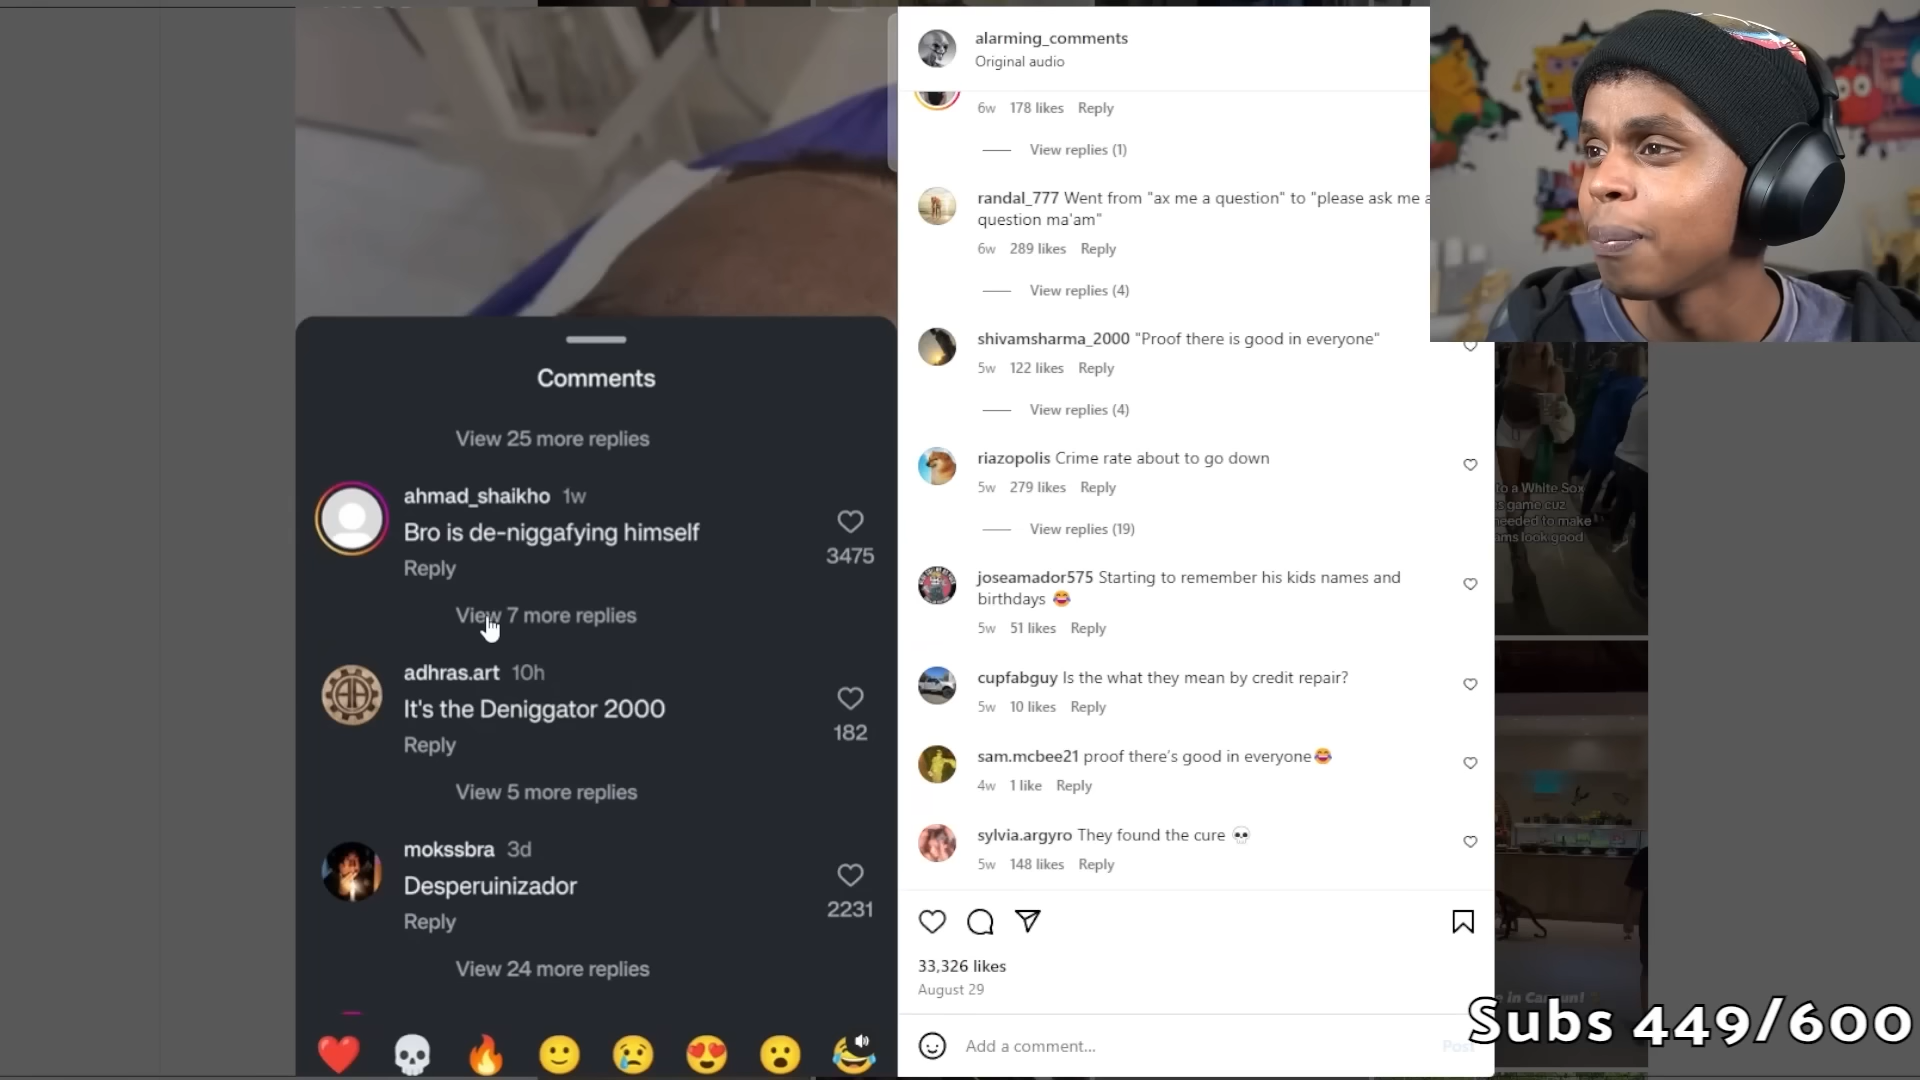 Comments
View 25 more replies
ahmad_shaikho 1w
Bro is de-niggafying himself
3475
Reply
View 7 more replies
adhras.art 10h
It's the Deniggator 2000
182
Reply
View 5 more replies
mokssbra 3d
Desperuinizador
2231
Reply
View 24 more replies
alarming_comments
Original audio
6w 178 likes Reply
View replies (1)
randal_777 Went from "ax me a question" to "please ask me a
question ma'am"
6w 289 likes Reply
View replies (4)
shivamsharma_2000 "Proof there is good in everyone"
5w 122 likes Reply
View replies (4)
riazopolis Crime rate about to go down
5w 279 likes Reply
View replies (19)
joseamador575 Starting to remember his kids names and
birthdays 😂
5w 51 likes Reply
cupfabguy Is the what they mean by credit repair?
5w 10 likes Reply
sam.mcbee21 proof there's good in everyone😂
4w 1 like Reply
sylvia.argyro They found the cure 💀
5w 148 likes Reply
33,326 likes
August 29
Add a comment...
Post
to a White Sox
s game cuz
eeded to make
ams look good
e in Cancun!
Subs 449/600